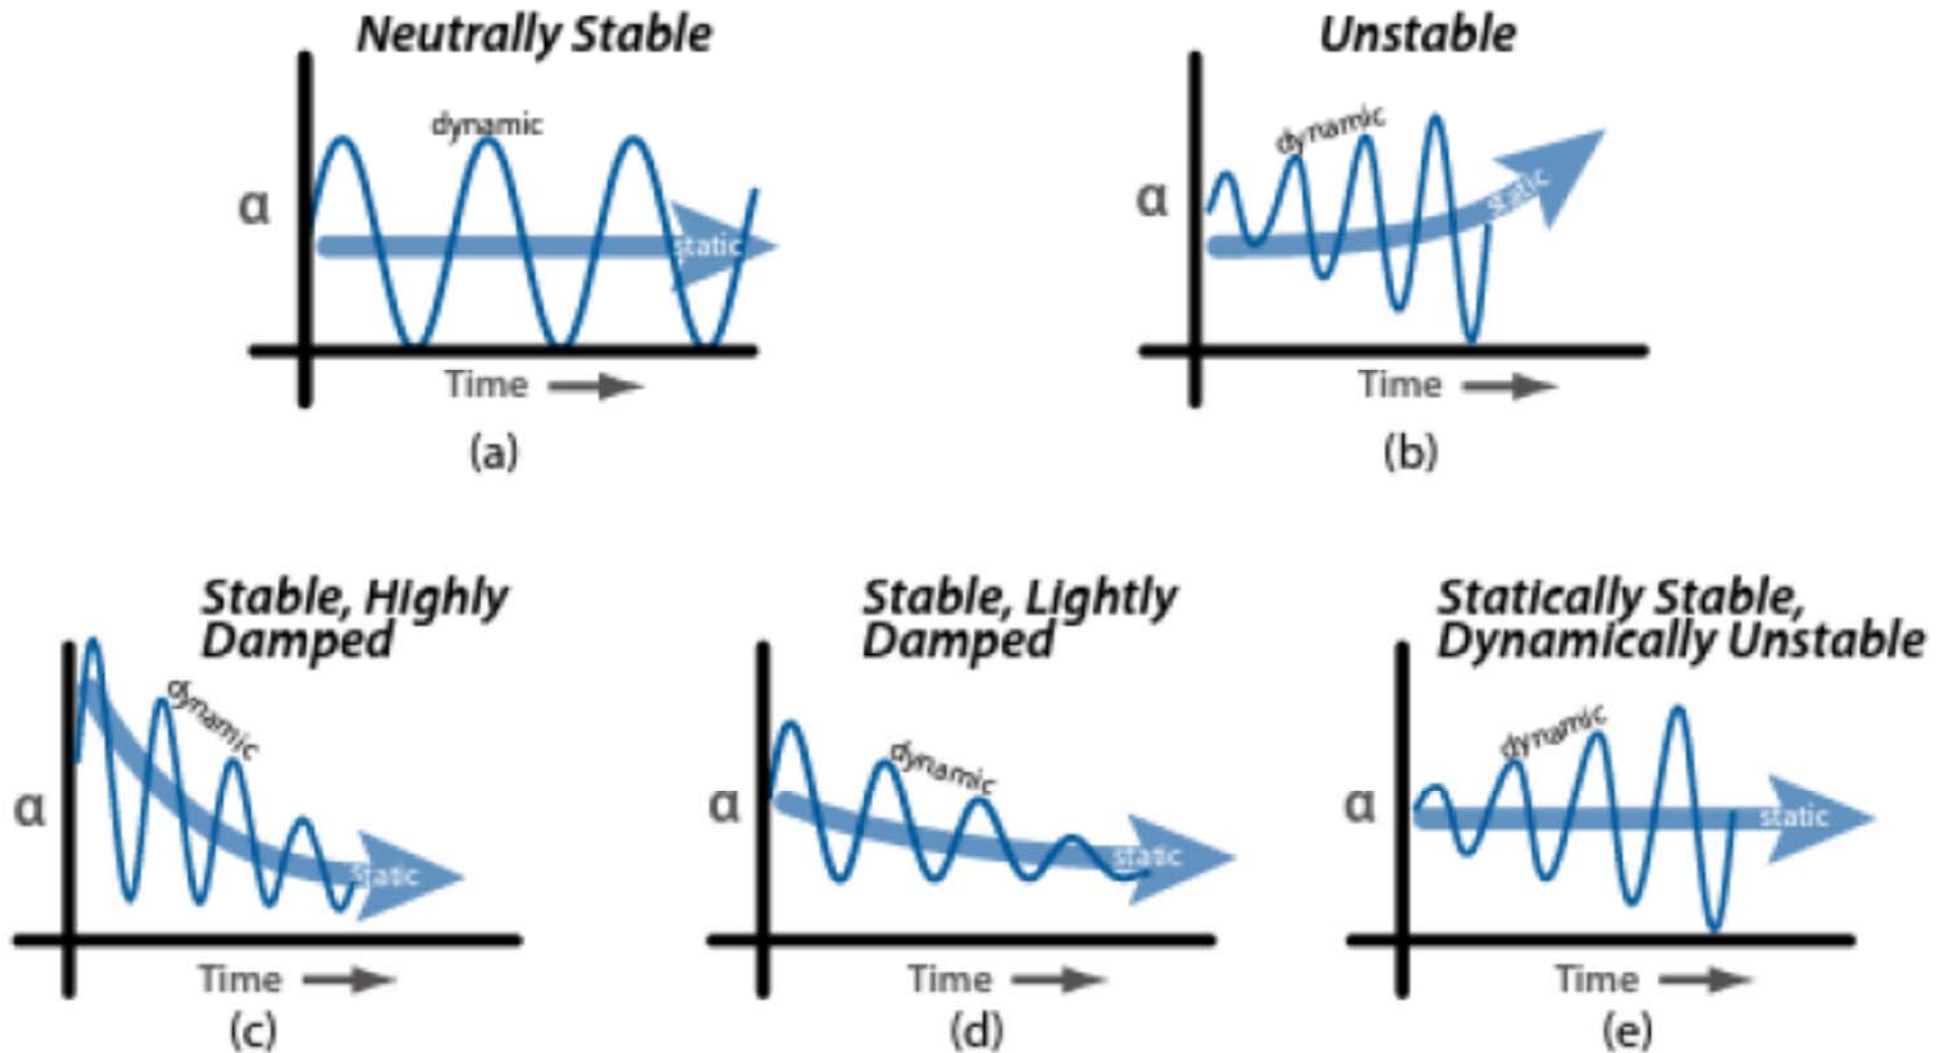 Neutrally Stable
dynamic
α
static
Time
(a)
Unstable
dynamic
α
static
Time
(b)
Stable, Highly
Damped
dynamic
α
static
Time
(c)
Stable, Lightly
Damped
dynamic
α
static
Time
(d)
Statically Stable,
Dynamically Unstable
dynamic
α
static
Time
(e)